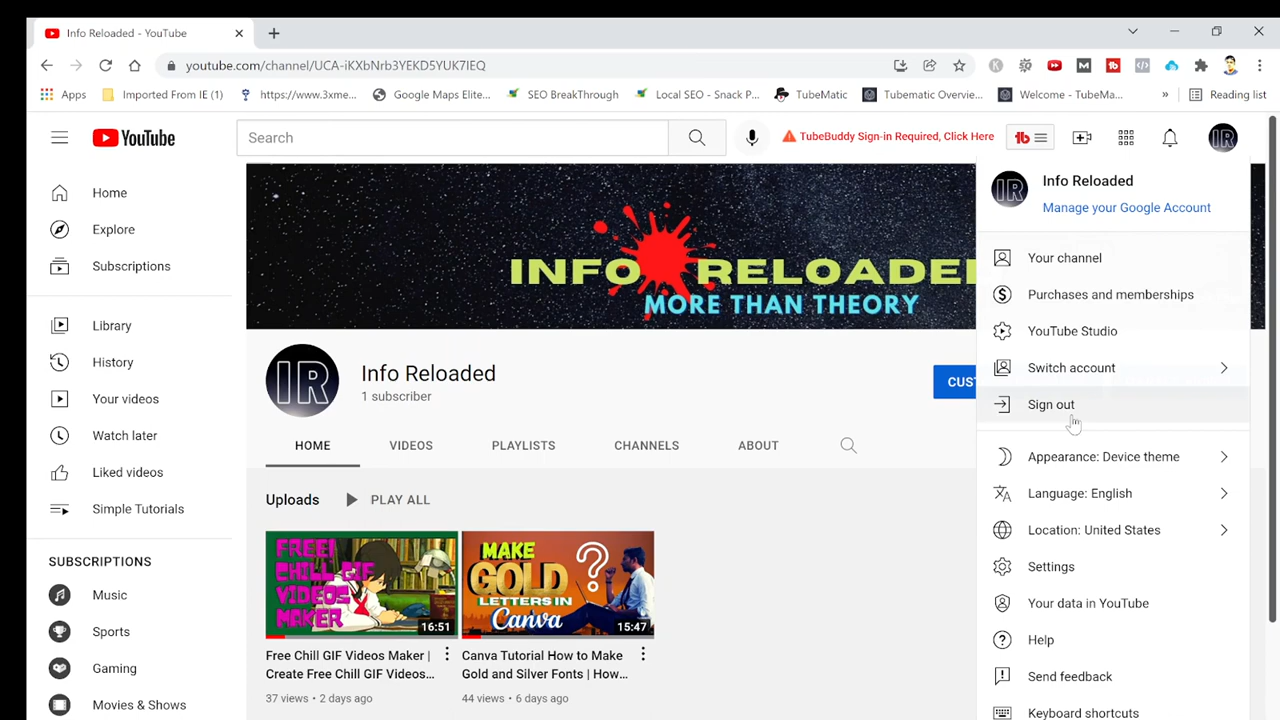 Info Reloaded - YouTube
youtube.com/channel/UCA-iKXbNrb3YEKD5YUK7lEQ
Apps Imported From IE (1) https://www.3xme... Google Maps Elite... SEO BreakThrough Local SEO - Snack P... TubeMatic Tubematic Overvie... Welcome - TubeMa... » Reading list
YouTube
Search
TubeBuddy Sign-in Required, Click Here
tb
IR
Home
Explore
Subscriptions
Library
History
Your videos
Watch later
Liked videos
Simple Tutorials
SUBSCRIPTIONS
Music
Sports
Gaming
Movies & Shows
INFO RELOADE
MORE THAN THEORY
IR
Info Reloaded
1 subscriber
CUST
HOME VIDEOS PLAYLISTS CHANNELS ABOUT
Uploads PLAY ALL
FREE!
CHILL GIF
VIDEOS
MAKER
16:51
Free Chill GIF Videos Maker |
Create Free Chill GIF Videos...
37 views • 2 days ago
MAKE
GOLD
LETTERS IN
Canva
?
15:47
Canva Tutorial How to Make
Gold and Silver Fonts | How...
44 views • 6 days ago
IR
Info Reloaded
Manage your Google Account
Your channel
Purchases and memberships
YouTube Studio
Switch account
Sign out
Appearance: Device theme
Language: English
Location: United States
Settings
Your data in YouTube
Help
Send feedback
Keyboard shortcuts